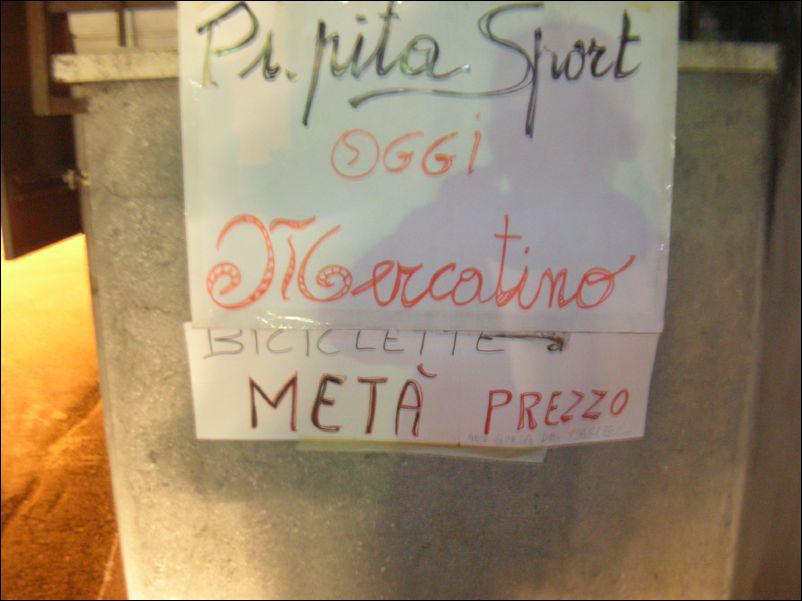 Pi.pita Sport
OGGI
Mercatino
BICICLETTE a
METÀ PREZZO